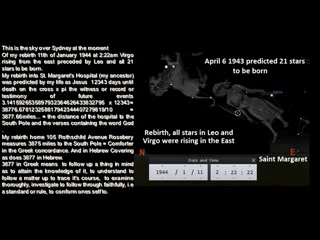 This is the sky over Sydney at the moment
Of my rebirth 11th of January 1944 at 2:22am Virgo
rising from the east preceded by Leo and all 21
stars to be born.
My rebirth into St. Margaret's Hospital (my ancestor)
was predicted by my life as Jesus 12343 days until
death on the cross x pi the witness or record or
testimony of future events
x 12343=
= the distance of the hospital to the
South Pole and the verses containing the word God
My rebirth home 105 Rothschild Avenue Rosebery
measures 3875 miles to the South Pole = Comforter
in the Greek concordance. And in Hebrew Covering
as does 3877 in Hebrew.
3877 in Greek means to follow up a thing in mind
as to attain the knowledge of it, to understand to
follow a matter up to trace it's course, to examine
thoroughly, investigate to follow through faithfully, i.e
a standard or rule, to conform ones self to.
April 6 1943 predicted 21 stars
to be born
Rebirth, all stars in Leo and
Virgo were rising in the East
N
E
Saint Margaret
Date and Time
1944 / 1 / 11
2 : 22 : 22